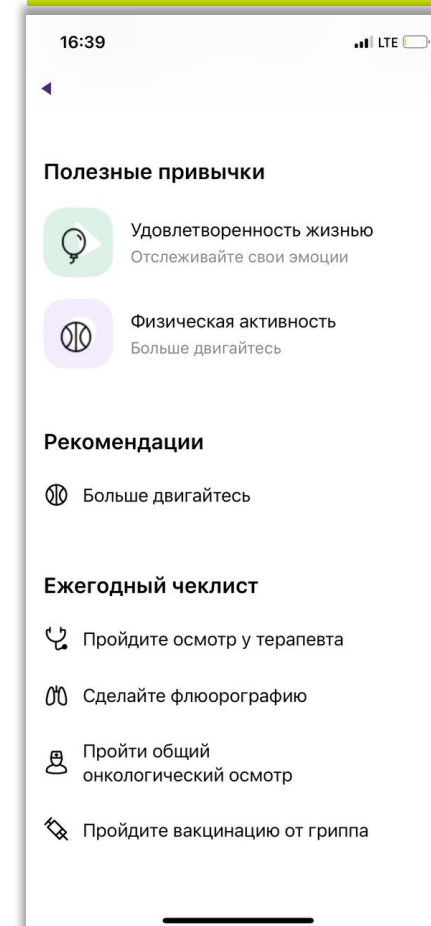 16:39
LTE
Полезные привычки
Удовлетворенность жизнью
Отслеживайте свои эмоции
Физическая активность
Больше двигайтесь
Рекомендации
Больше двигайтесь
Ежегодный чеклист
Пройдите осмотр у терапевта
Сделайте флюорографию
Пройти общий
онкологический осмотр
Пройдите вакцинацию от гриппа